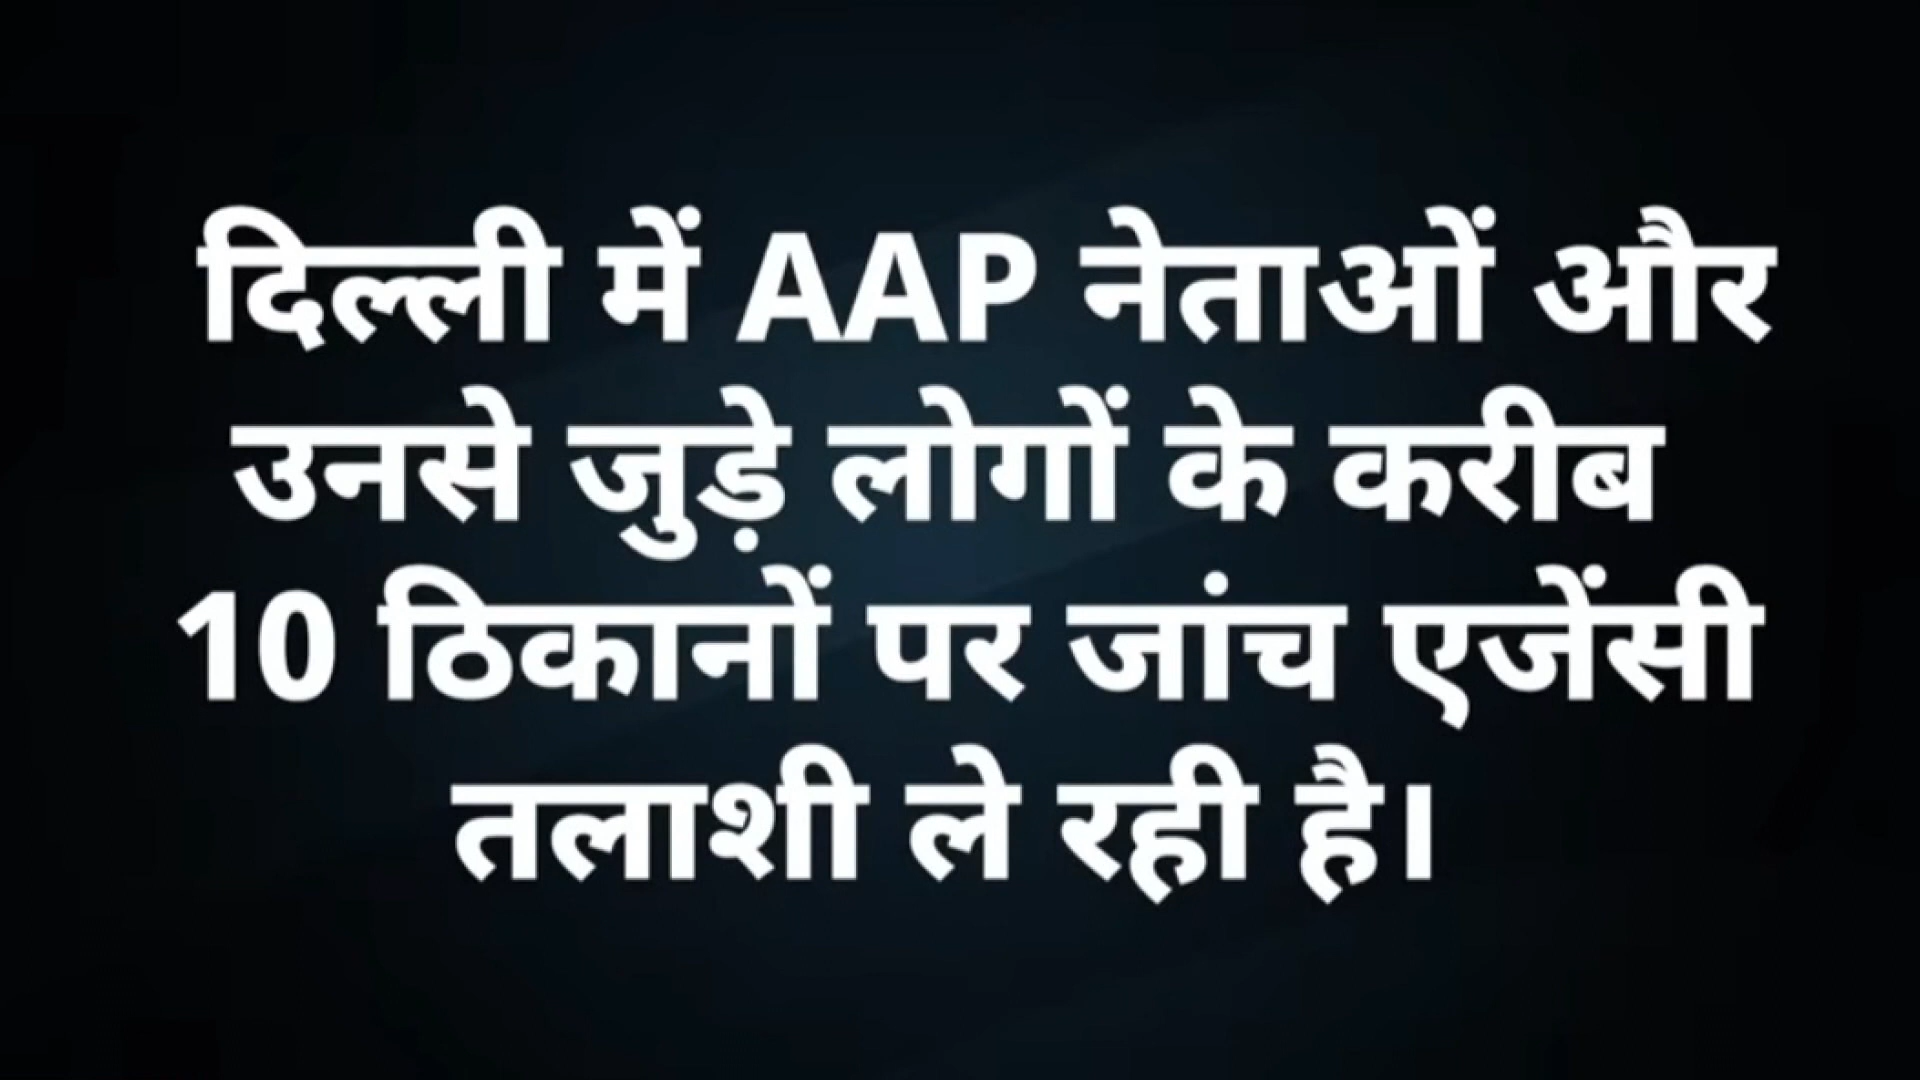 दिल्ली में AAP नेताओं और
उनसे जुड़े लोगों के करीब
10 ठिकानों पर जांच एजेंसी
तलाशी ले रही है।